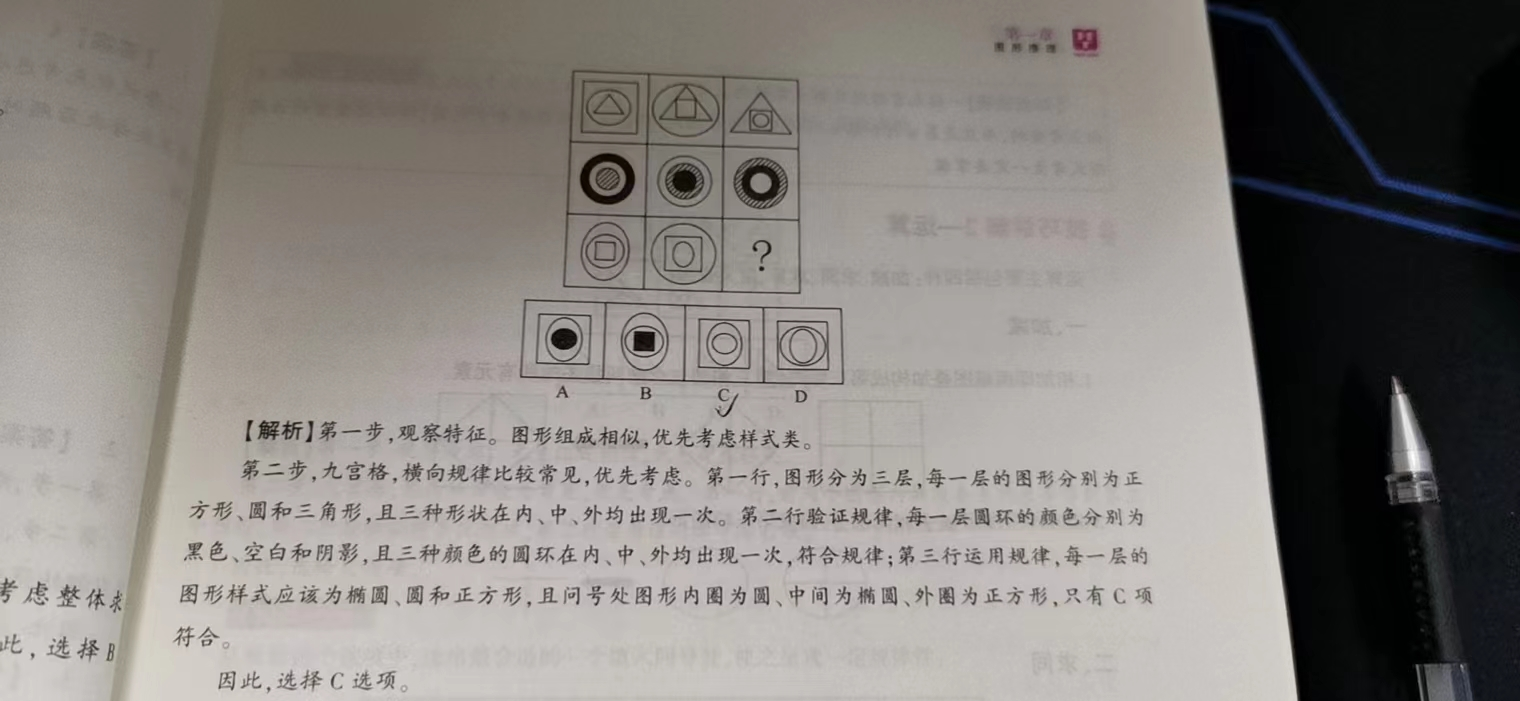 第一章
图形推理
?
A B C D
【解析】第一步,观察特征。图形组成相似,优先考虑样式类。
第二步,九宫格,横向规律比较常见,优先考虑。第一行,图形分为三层,每一层的图形分别为正
方形、圆和三角形,且三种形状在内、中、外均出现一次。第二行验证规律,每一层圆环的颜色分别为
黑色、空白和阴影,且三种颜色的圆环在内、中、外均出现一次,符合规律;第三行运用规律,每一层的
图形样式应该为椭圆、圆和正方形,且问号处图形内圈为圆、中间为椭圆、外圈为正方形,只有 C 项
符合。
因此,选择 C 选项。
考虑整体求
此,选择B